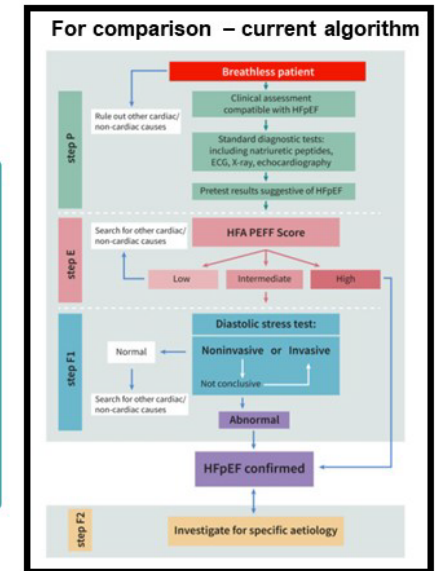 For comparison – current algorithm
Breathless patient
step P
Rule out other cardiac/
non-cardiac causes
Clinical assessment
compatible with HFpEF
Standard diagnostic tests:
including natriuretic peptides,
ECG, X-ray, echocardiography
Pretest results suggestive of HFpEF
step E
Search for other cardiac/
non-cardiac causes
HFA PEFF Score
Low
Intermediate
High
step F1
Diastolic stress test:
Normal
Noninvasive or Invasive
Not conclusive
Search for other cardiac/
non-cardiac causes
Abnormal
HFpEF confirmed
step F2
Investigate for specific aetiology